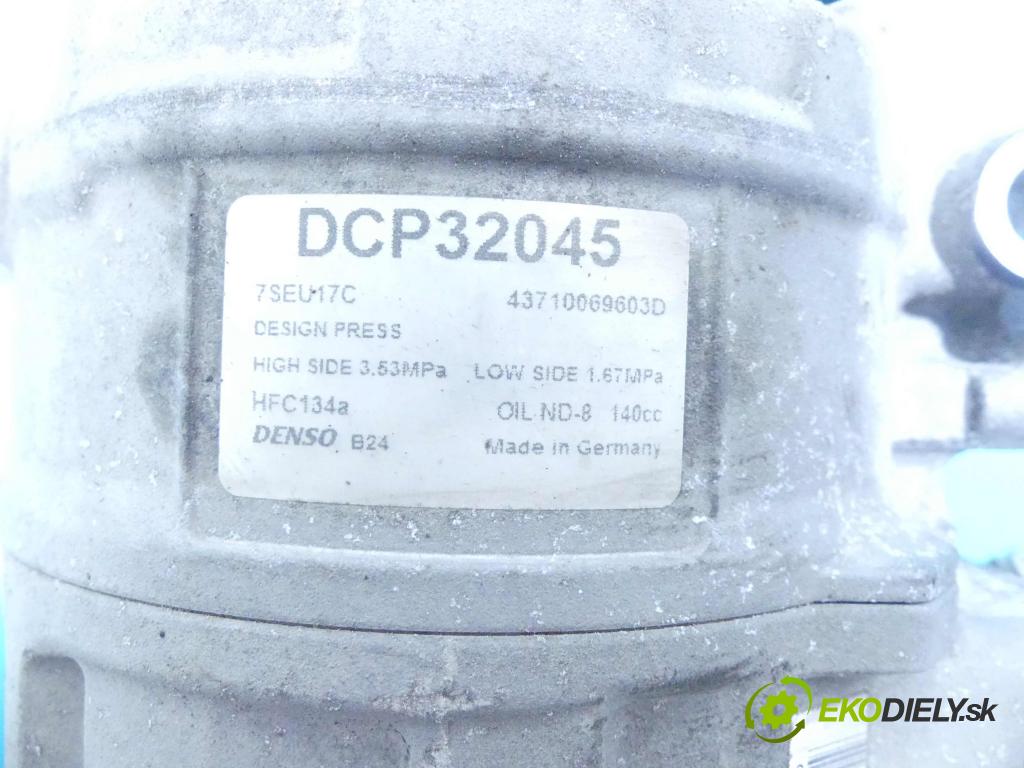 DCP32045
7SEU17C 43710069603D
DESIGN PRESS
HIGH SIDE 3.53MPa LOW SIDE 1.67MPa
HFC134a OIL ND-8 140cc
DENSO B24 Made in Germany
EKODIELY.sk